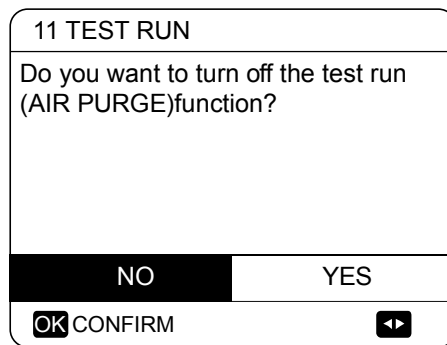 11 TEST RUN
Do you want to turn off the test run
(AIR PURGE)function?
NO YES
OK CONFIRM